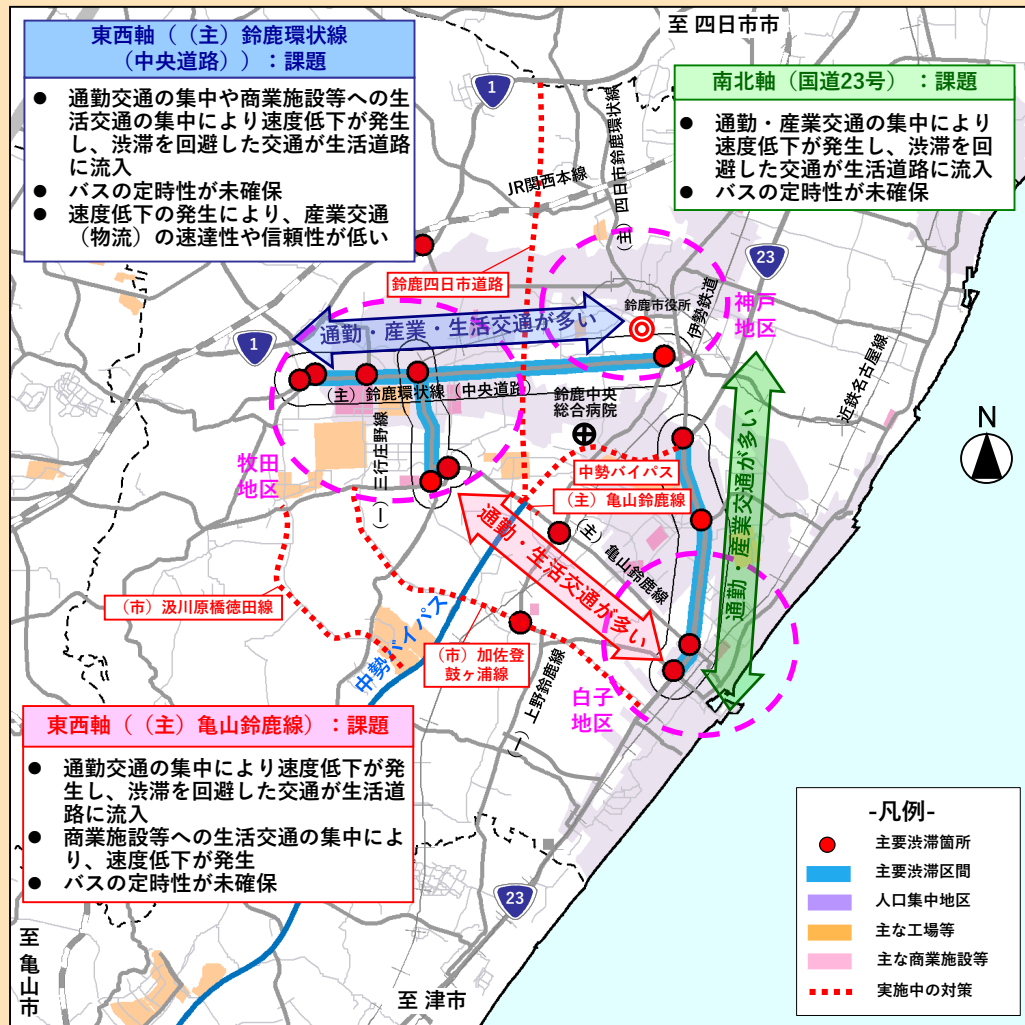 東西軸（（主）鈴鹿環状線
（中央道路））：課題
● 通勤交通の集中や商業施設等への生
活交通の集中により速度低下が発生
し、渋滞を回避した交通が生活道路
に流入
● バスの定時性が未確保
● 速度低下の発生により、産業交通
（物流）の速達性や信頼性が低い
至 四日市市
南北軸（国道23号）：課題
● 通勤・産業交通の集中により
速度低下が発生し、渋滞を回
避した交通が生活道路に流入
● バスの定時性が未確保
1
（主）四日市鈴鹿環状線
JR関西本線
23
鈴鹿四日市道路
鈴鹿市役所
伊勢鉄道
神戸
地区
1
通勤・産業・生活交通が多い
近鉄名古屋線
（主）鈴鹿環状線（中央道路）
鈴鹿中央
総合病院
N
牧田
地区
（一）三行庄野線
中勢バイパス
（主）亀山鈴鹿線
通勤・産業交通が多い
通勤・生活交通が多い
（主）亀山鈴鹿線
（市）汲川原橋徳田線
中勢バイパス
（市）加佐登
鼓ヶ浦線
（一）上野鈴鹿線
白子
地区
東西軸（（主）亀山鈴鹿線）：課題
● 通勤交通の集中により速度低下が発
生し、渋滞を回避した交通が生活道
路に流入
● 商業施設等への生活交通の集中によ
り、速度低下が発生
● バスの定時性が未確保
23
至 亀山市
至 津市
-凡例-
主要渋滞箇所
主要渋滞区間
人口集中地区
主な工場等
主な商業施設等
実施中の対策